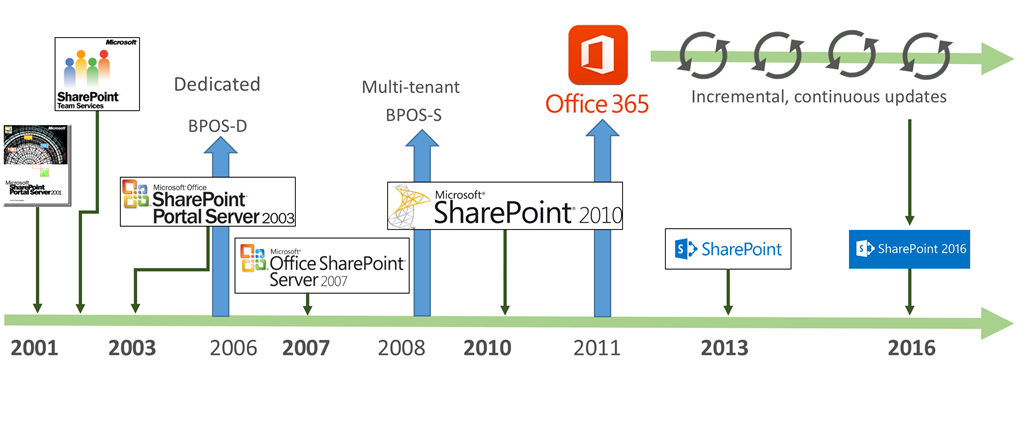 Microsoft
SharePoint
Team Services
Microsoft
Microsoft
SharePoint
Portal Server 2001
Dedicated
BPOS-D
Microsoft Office
SharePoint
Portal Server 2003
Microsoft®
Office SharePoint
Server 2007
Multi-tenant
BPOS-S
Microsoft®
SharePoint® 2010
Office 365
Incremental, continuous updates
S
SharePoint
S
SharePoint 2016
2001
2003
2006
2007
2008
2010
2011
2013
2016